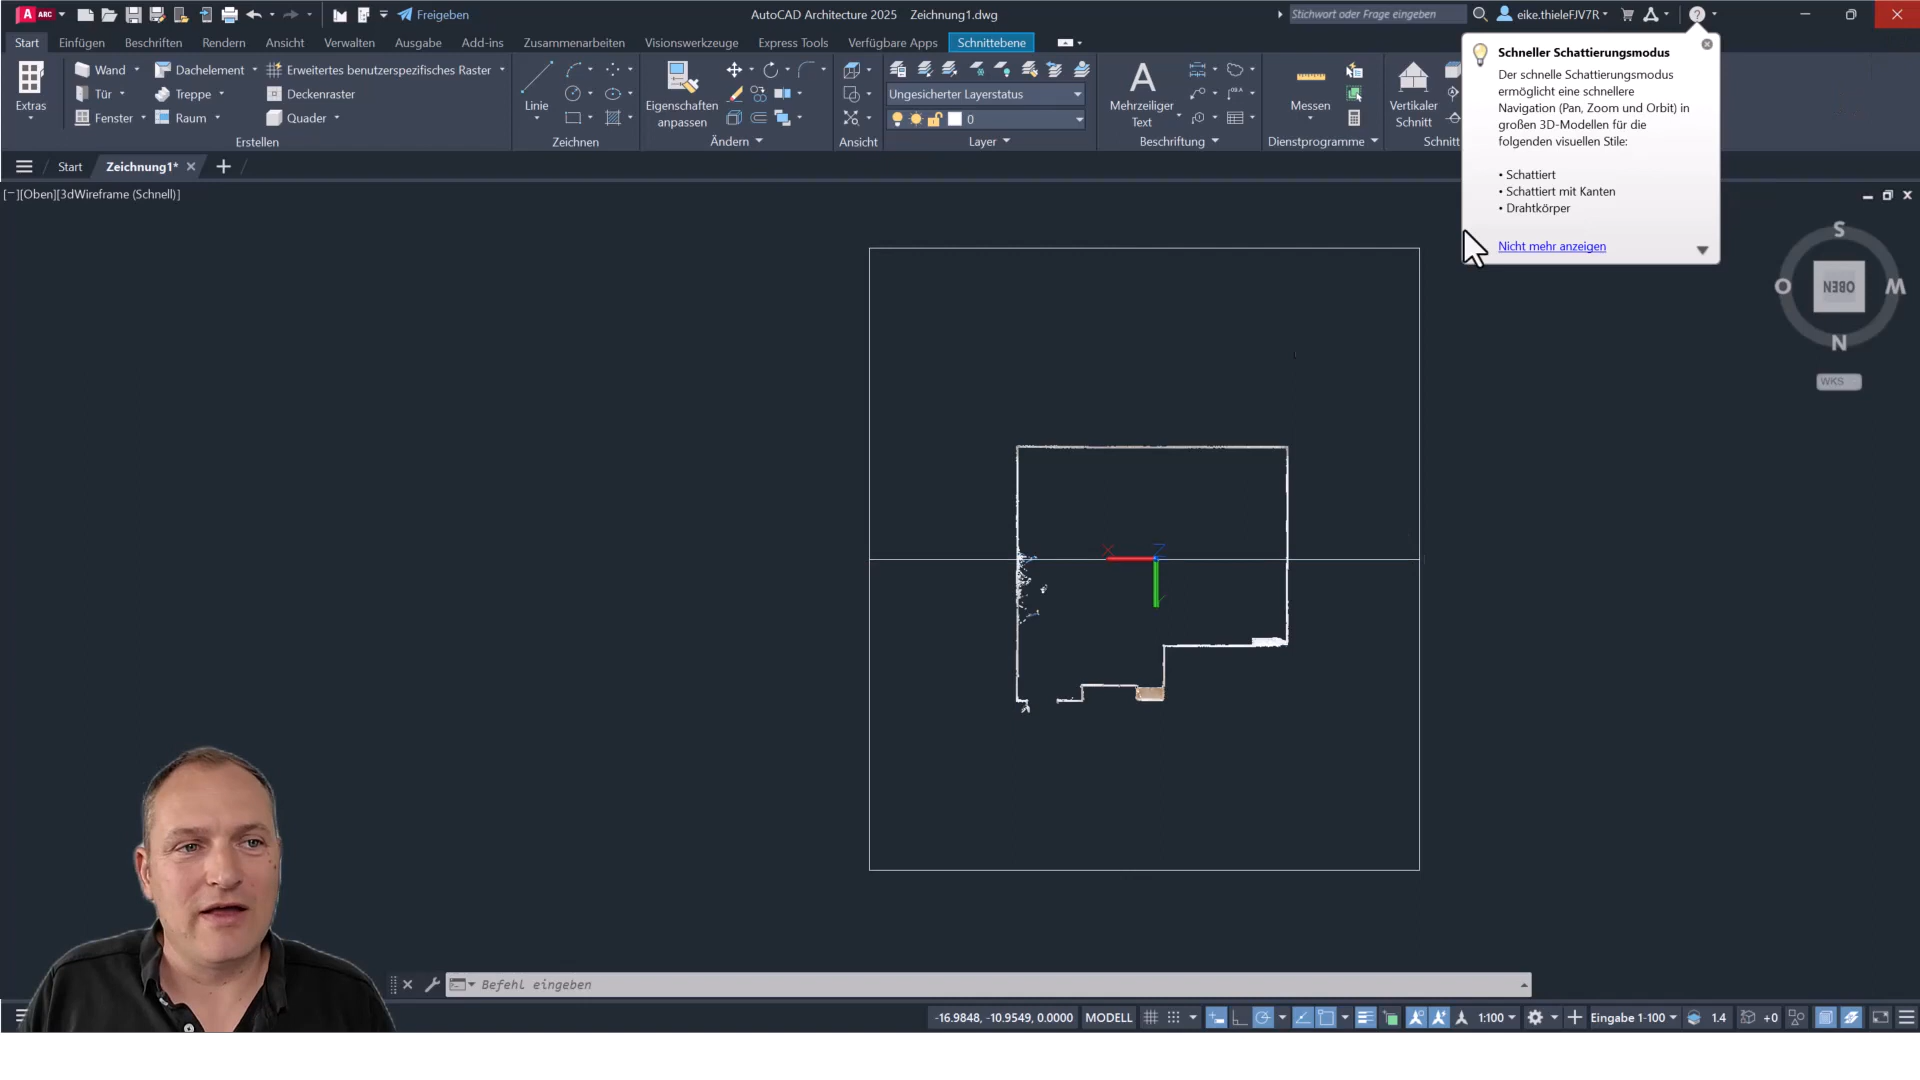 ARC
Freigeben
AutoCAD Architecture 2025 Zeichnung1.dwg
Stichwort oder Frage eingeben
eike.thieleFJV7R
Start Einfügen Beschriften Rendern Ansicht Verwalten Ausgabe Add-ins Zusammenarbeiten Visionswerkzeuge Express Tools Verfügbare Apps Schnittebene
Extras
Wand
Tür
Fenster
Dachelement
Treppe
Raum
Erweitertes benutzerspezifisches Raster
Deckenraster
Quader
Erstellen
Linie
Zeichnen
Eigenschaften
anpassen
Ändern
Ansicht
Ungesicherter Layerstatus
0
Layer
A
Mehrzeiliger
Text
Beschriftung
Messen
Dienstprogramme
Vertikaler
Schnitt
Schnitt
Schneller Schattierungsmodus
Der schnelle Schattierungsmodus
ermöglicht eine schnellere
Navigation (Pan, Zoom und Orbit) in
großen 3D-Modellen für die
folgenden visuellen Stile:
• Schattiert
• Schattiert mit Kanten
• Drahtkörper
Nicht mehr anzeigen
Start Zeichnung1*
[−][Oben][3dWireframe (Schnell)]
S
O
OBEN
W
N
WKS
X
Z
Befehl eingeben
-16.9848, -10.9549, 0.0000 MODELL 1:100 Eingabe 1-100 1.4 +0